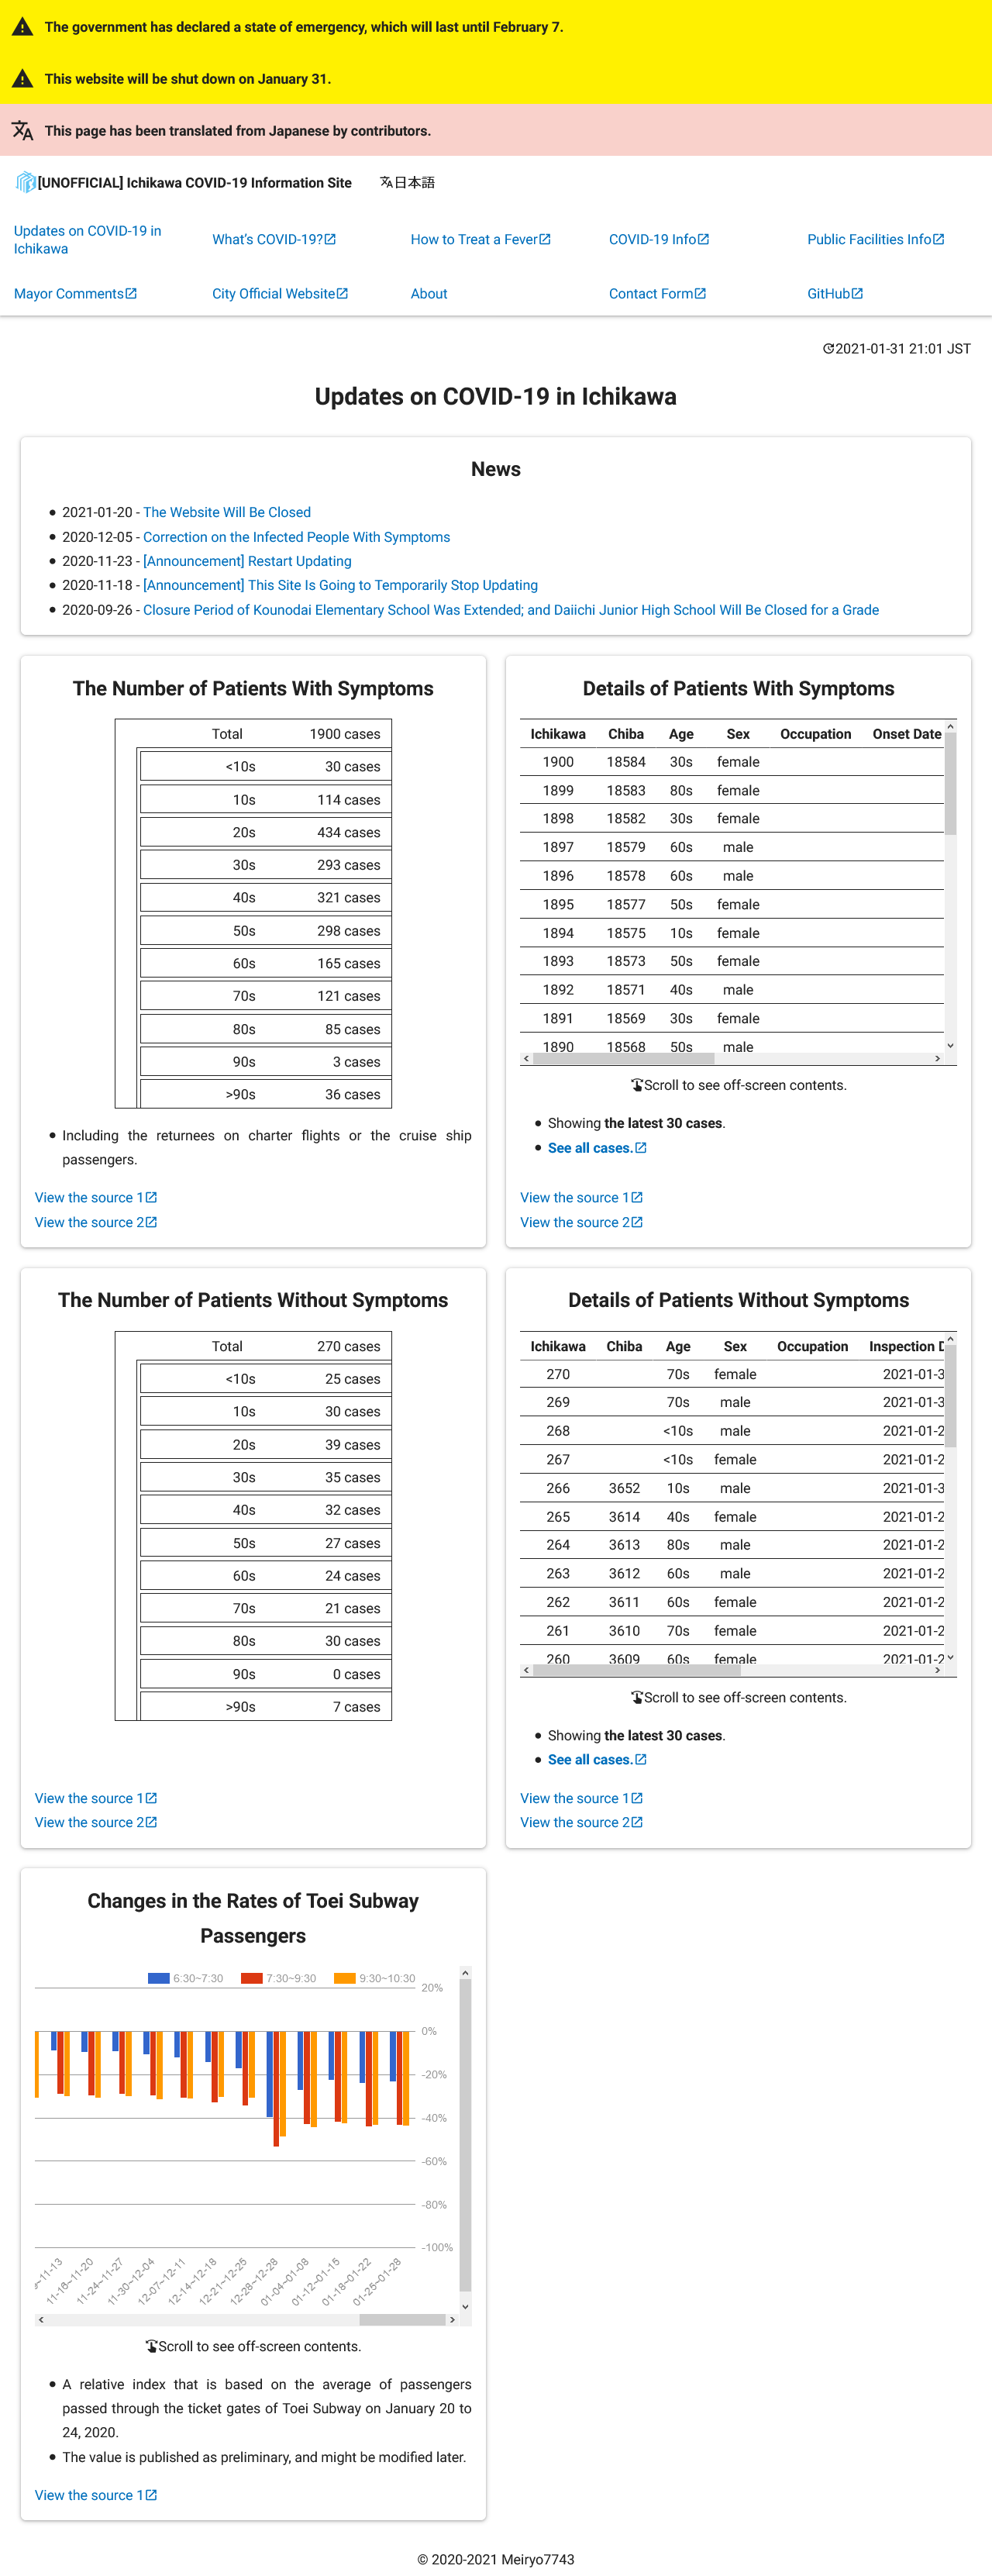 The government has declared a state of emergency, which will last until February 7.
This website will be shut down on January 31.
This page has been translated from Japanese by contributors.
[UNOFFICIAL] Ichikawa COVID-19 Information Site 日本語
Updates on COVID-19 in
Ichikawa
What's COVID-19?
How to Treat a Fever
COVID-19 Info
Public Facilities Info
Mayor Comments
City Official Website
About
Contact Form
GitHub
2021-01-31 21:01 JST
Updates on COVID-19 in Ichikawa
News
2021-01-20 - The Website Will Be Closed
2020-12-05 - Correction on the Infected People With Symptoms
2020-11-23 - [Announcement] Restart Updating
2020-11-18 - [Announcement] This Site Is Going to Temporarily Stop Updating
2020-09-26 - Closure Period of Kounodai Elementary School Was Extended; and Daiichi Junior High School Will Be Closed for a Grade
The Number of Patients With Symptoms
Total 1900 cases
<10s 30 cases
10s 114 cases
20s 434 cases
30s 293 cases
40s 321 cases
50s 298 cases
60s 165 cases
70s 121 cases
80s 85 cases
90s 3 cases
>90s 36 cases
Including the returnees on charter flights or the cruise ship
passengers.
View the source 1
View the source 2
Details of Patients With Symptoms
Ichikawa Chiba Age Sex Occupation Onset Date
1900 18584 30s female
1899 18583 80s female
1898 18582 30s female
1897 18579 60s male
1896 18578 60s male
1895 18577 50s female
1894 18575 10s female
1893 18573 50s female
1892 18571 40s male
1891 18569 30s female
1890 18568 50s male
Scroll to see off-screen contents.
Showing the latest 30 cases.
See all cases.
View the source 1
View the source 2
The Number of Patients Without Symptoms
Total 270 cases
<10s 25 cases
10s 30 cases
20s 39 cases
30s 35 cases
40s 32 cases
50s 27 cases
60s 24 cases
70s 21 cases
80s 30 cases
90s 0 cases
>90s 7 cases
View the source 1
View the source 2
Details of Patients Without Symptoms
Ichikawa Chiba Age Sex Occupation Inspection D
270 70s female 2021-01-3
269 70s male 2021-01-3
268 <10s male 2021-01-2
267 <10s female 2021-01-2
266 3652 10s male 2021-01-3
265 3614 40s female 2021-01-2
264 3613 80s male 2021-01-2
263 3612 60s male 2021-01-2
262 3611 60s female 2021-01-2
261 3610 70s female 2021-01-2
260 3609 60s female 2021-01-2
Scroll to see off-screen contents.
Showing the latest 30 cases.
See all cases.
View the source 1
View the source 2
Changes in the Rates of Toei Subway
Passengers
6:30~7:30 7:30~9:30 9:30~10:30
20%
0%
-20%
-40%
-60%
-80%
-100%
~11-13
11-16~11-20
11-24~11-27
11-30~12-04
12-07~12-11
12-14~12-18
12-21~12-25
12-28~12-28
01-04~01-08
01-12~01-15
01-18~01-22
01-25~01-28
Scroll to see off-screen contents.
A relative index that is based on the average of passengers
passed through the ticket gates of Toei Subway on January 20 to
24, 2020.
The value is published as preliminary, and might be modified later.
View the source 1
© 2020-2021 Meiryo7743